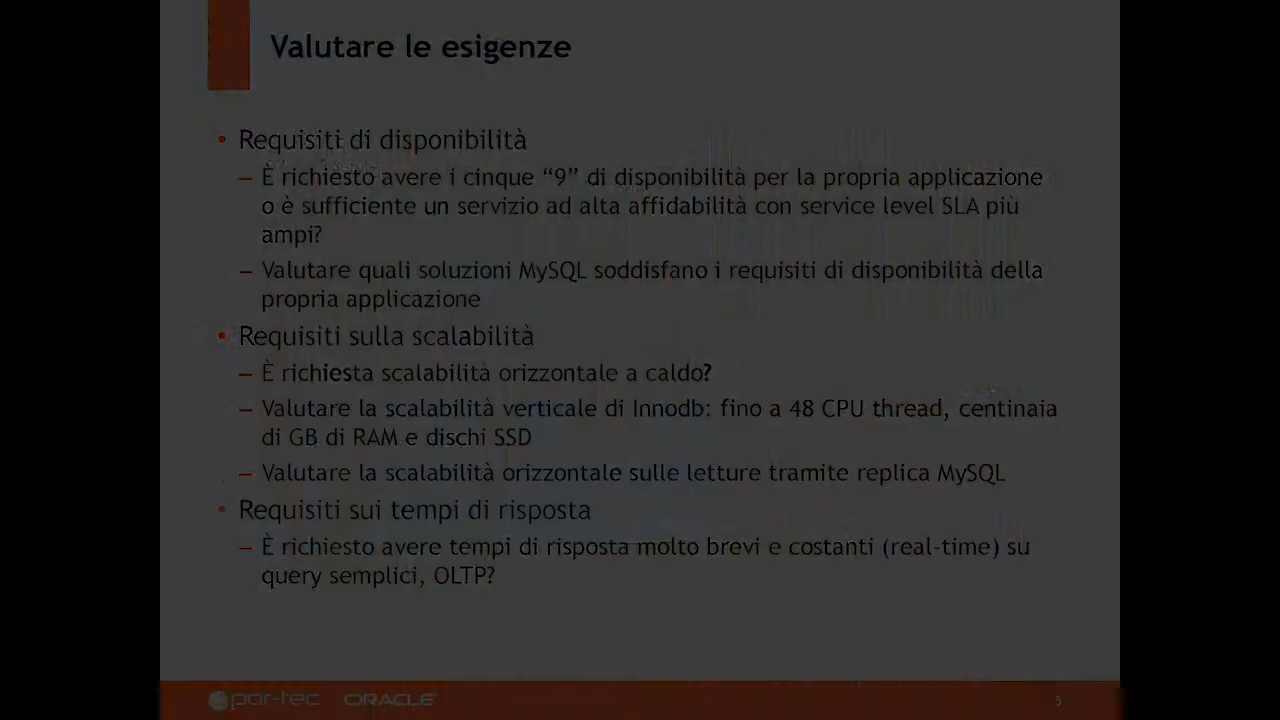 Valutare le esigenze
• Requisiti di disponibilità
– È richiesto avere i cinque “9” di disponibilità per la propria applicazione
o è sufficiente un servizio ad alta affidabilità con service level SLA più
ampi?
– Valutare quali soluzioni MySQL soddisfano i requisiti di disponibilità della
propria applicazione
• Requisiti sulla scalabilità
– È richiesta scalabilità orizzontale a caldo?
– Valutare la scalabilità verticale di Innodb: fino a 48 CPU thread, centinaia
di GB di RAM e dischi SSD
– Valutare la scalabilità orizzontale sulle letture tramite replica MySQL
• Requisiti sui tempi di risposta
– È richiesto avere tempi di risposta molto brevi e costanti (real-time) su
query semplici, OLTP?
par-tec ORACLE 5